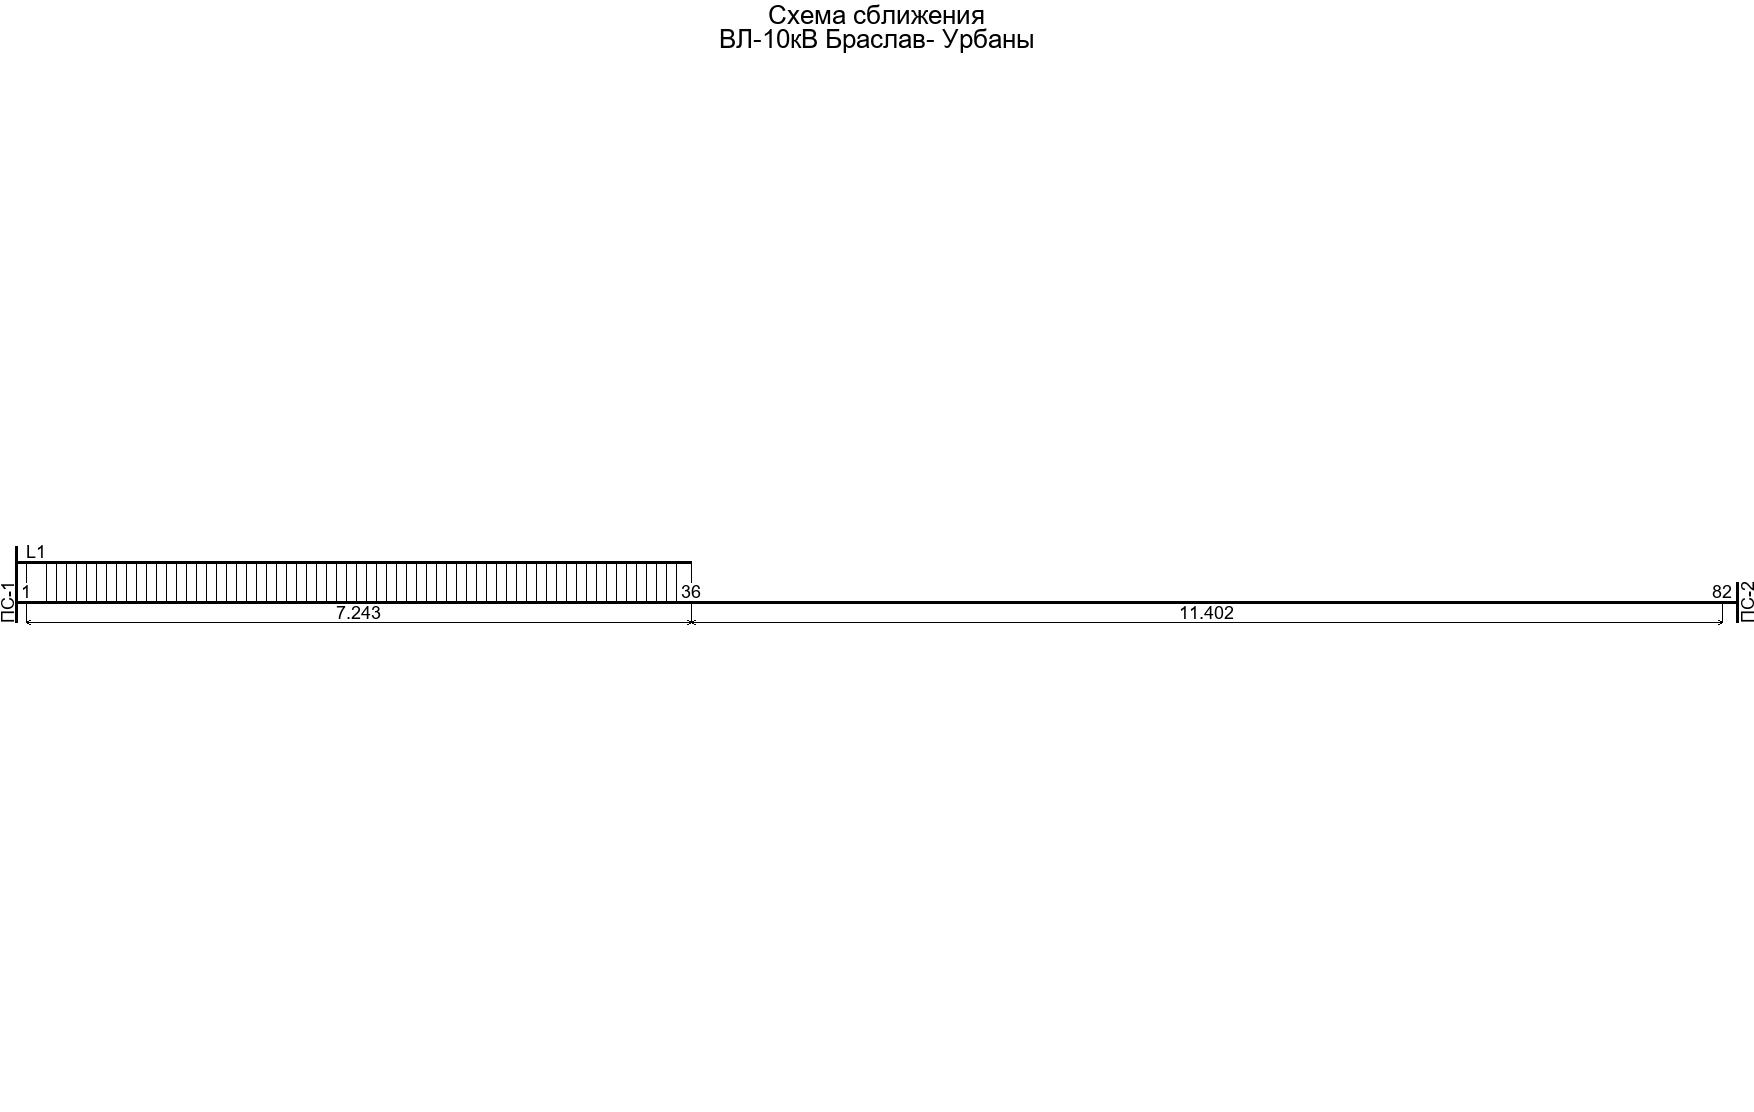 Схема сближения
ВЛ-10кВ Браслав- Урбаны
L1
ПС-1
1
36
82
ПС-2
7.243
11.402